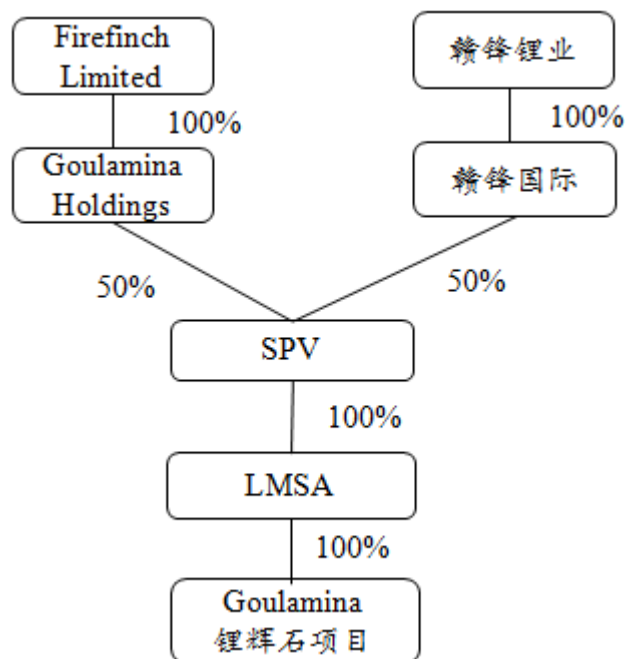 Firefinch
Limited
赣锋锂业
100%
100%
Goulamina
Holdings
赣锋国际
50%
50%
SPV
100%
LMSA
100%
Goulamina
锂辉石项目